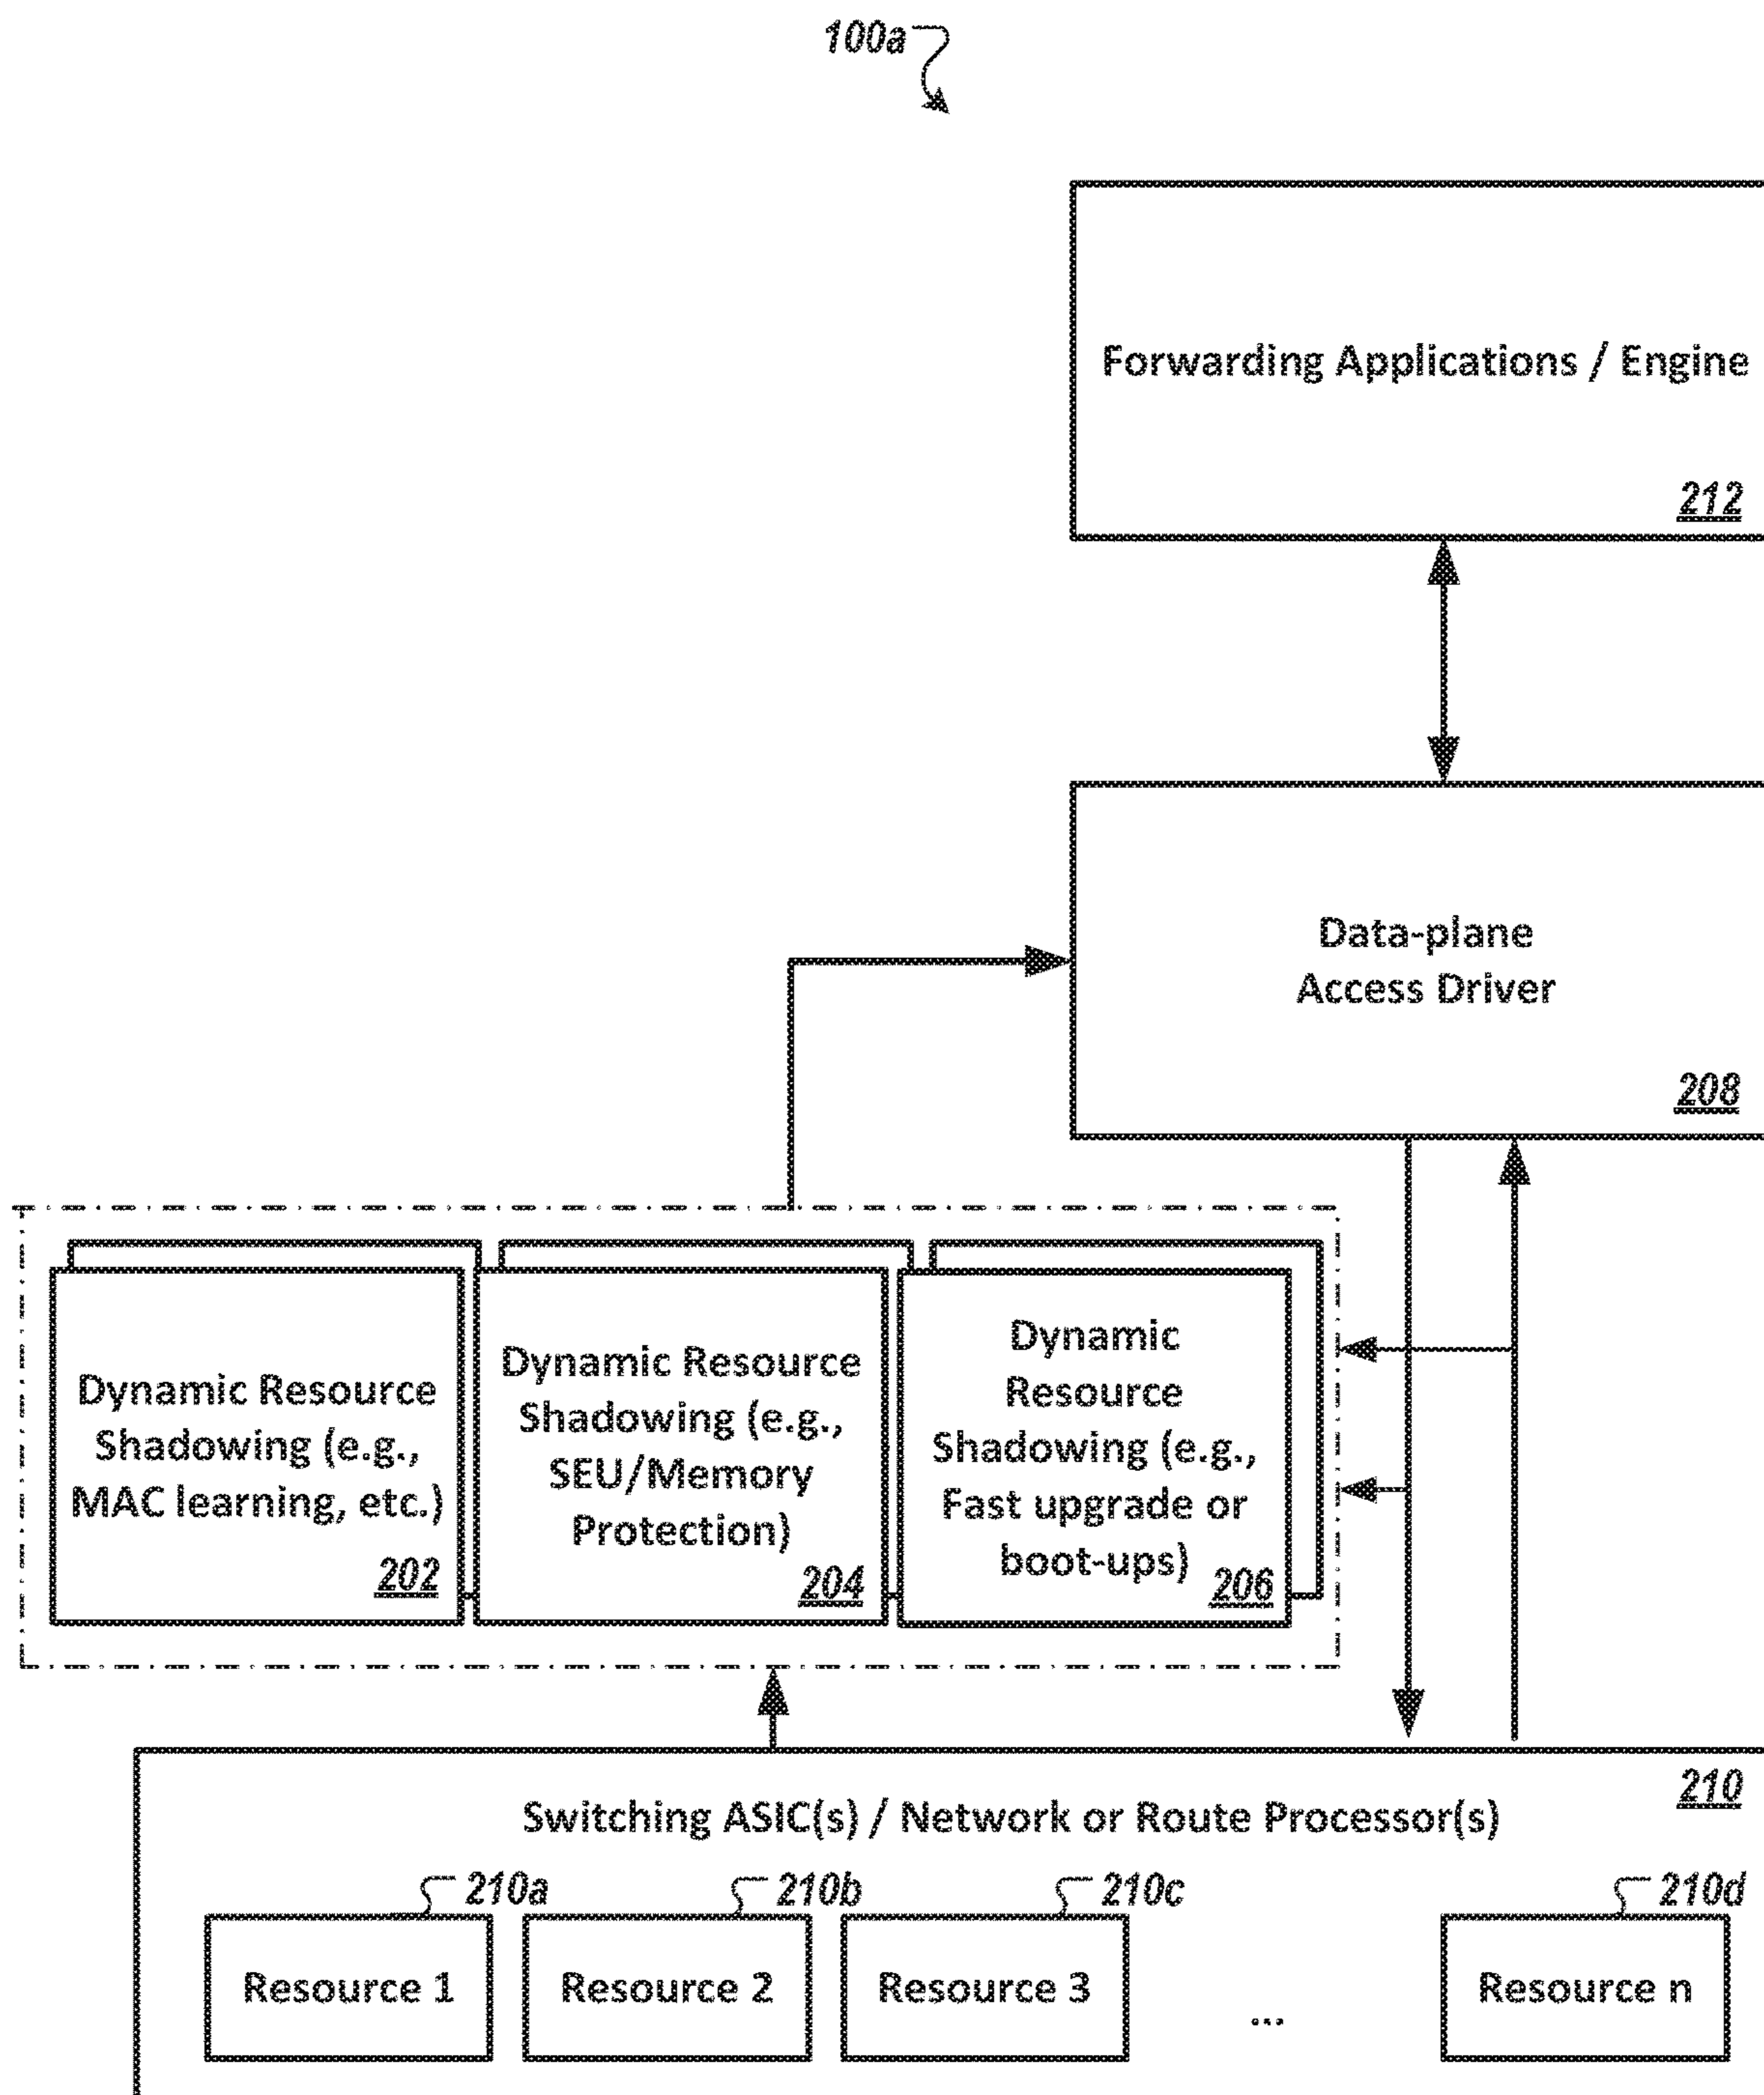 100a
Forwarding Applications / Engine
212
Data-plane
Access Driver
208
Dynamic Resource
Shadowing (e.g.,
MAC learning, etc.)
202
Dynamic Resource
Shadowing (e.g.,
SEU/Memory
Protection)
204
Dynamic
Resource
Shadowing (e.g.,
Fast upgrade or
boot-ups)
206
210
Switching ASIC(s) / Network or Route Processor(s)
210a
210b
210c
210d
Resource 1
Resource 2
Resource 3
...
Resource n